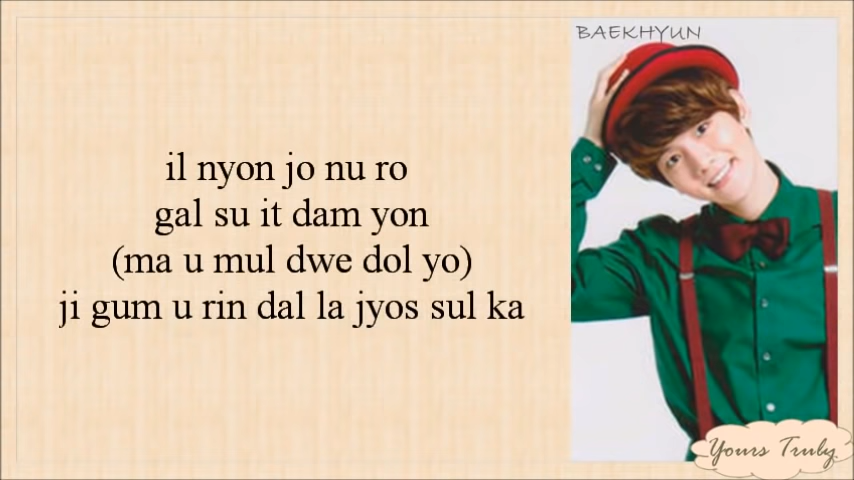 BAEKHYUN
il nyon jo nu ro
gal su it dam yon
(ma u mul dwe dol yo)
ji gum u rin dal la jyos sul ka
Yours Truly